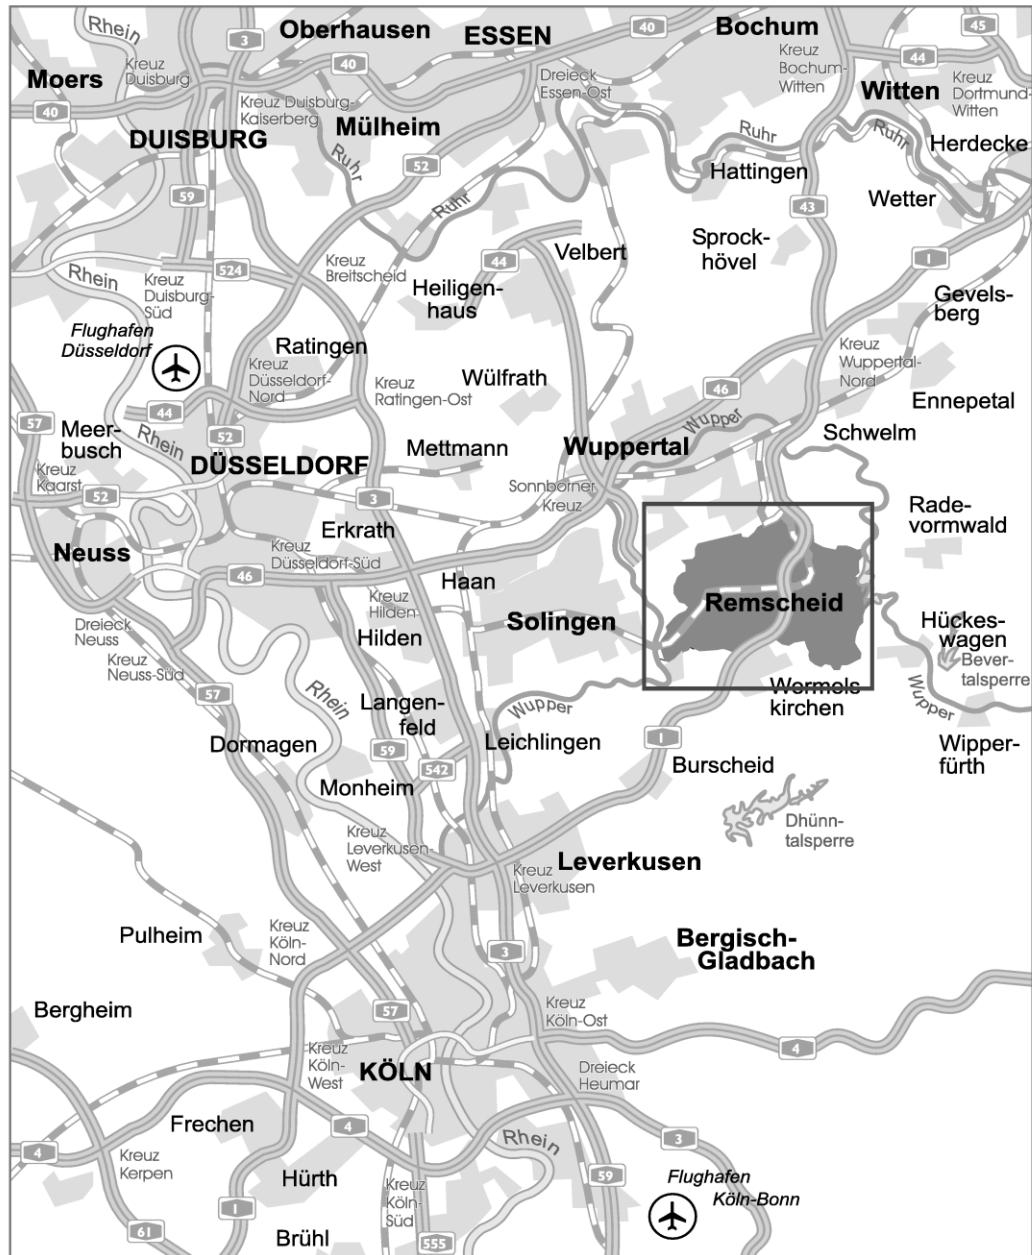 Rhein
3
Oberhausen
ESSEN
40
Bochum
45
Kreuz
Duisburg
Moers
40
Kreuz
Bochum-
Witten
44
Kreuz
Dortmund-
Witten
Dreieck
Essen-Ost
Witten
40
Kreuz Duisburg-
Kaiserberg
Mülheim
DUISBURG
Ruhr
Ruhr
Herdecke
Ruhr
52
Hattingen
59
Wetter
Ruhr
43
Sprock-
hövel
Velbert
1
44
Kreuz
Breitscheid
524
Rhein
Kreuz
Duisburg-
Süd
Heiligen-
haus
Gevels-
berg
Flughafen
Düsseldorf
Ratingen
Kreuz
Wuppertal-
Nord
Kreuz
Düsseldorf-
Nord
Wülfrath
Kreuz
Ratingen-Ost
46
Ennepetal
44
57
Meer-
busch
Rhein
52
Wupper
Schwelm
Mettmann
Wuppertal
DÜSSELDORF
Kreuz
Kaarst
52
3
Sonnborner
Kreuz
Rade-
vormwald
Erkrath
Neuss
Kreuz
Düsseldorf-Süd
46
Haan
Kreuz
Hilden
Remscheid
Solingen
Hückes-
wagen
Dreieck
Neuss
Hilden
Kreuz
Neuss-Süd
Bever-
talsperre
57
Rhein
Langen-
feld
Wupper
Wermels
kirchen
Wupper
Dormagen
59
Leichlingen
1
Wipper-
fürth
542
Burscheid
Monheim
Dhünn-
talsperre
Kreuz
Leverkusen-
West
Leverkusen
Kreuz
Leverkusen
Pulheim
Kreuz
Köln-
Nord
3
Bergisch-
Gladbach
Bergheim
57
Kreuz
Köln-Ost
4
Kreuz
Köln-
West
KÖLN
Dreieck
Heumar
Frechen
4
3
4
Rhein
Kreuz
Kerpen
Hürth
59
Flughafen
Köln-Bonn
Kreuz
Köln-
Süd
1
61
Brühl
555